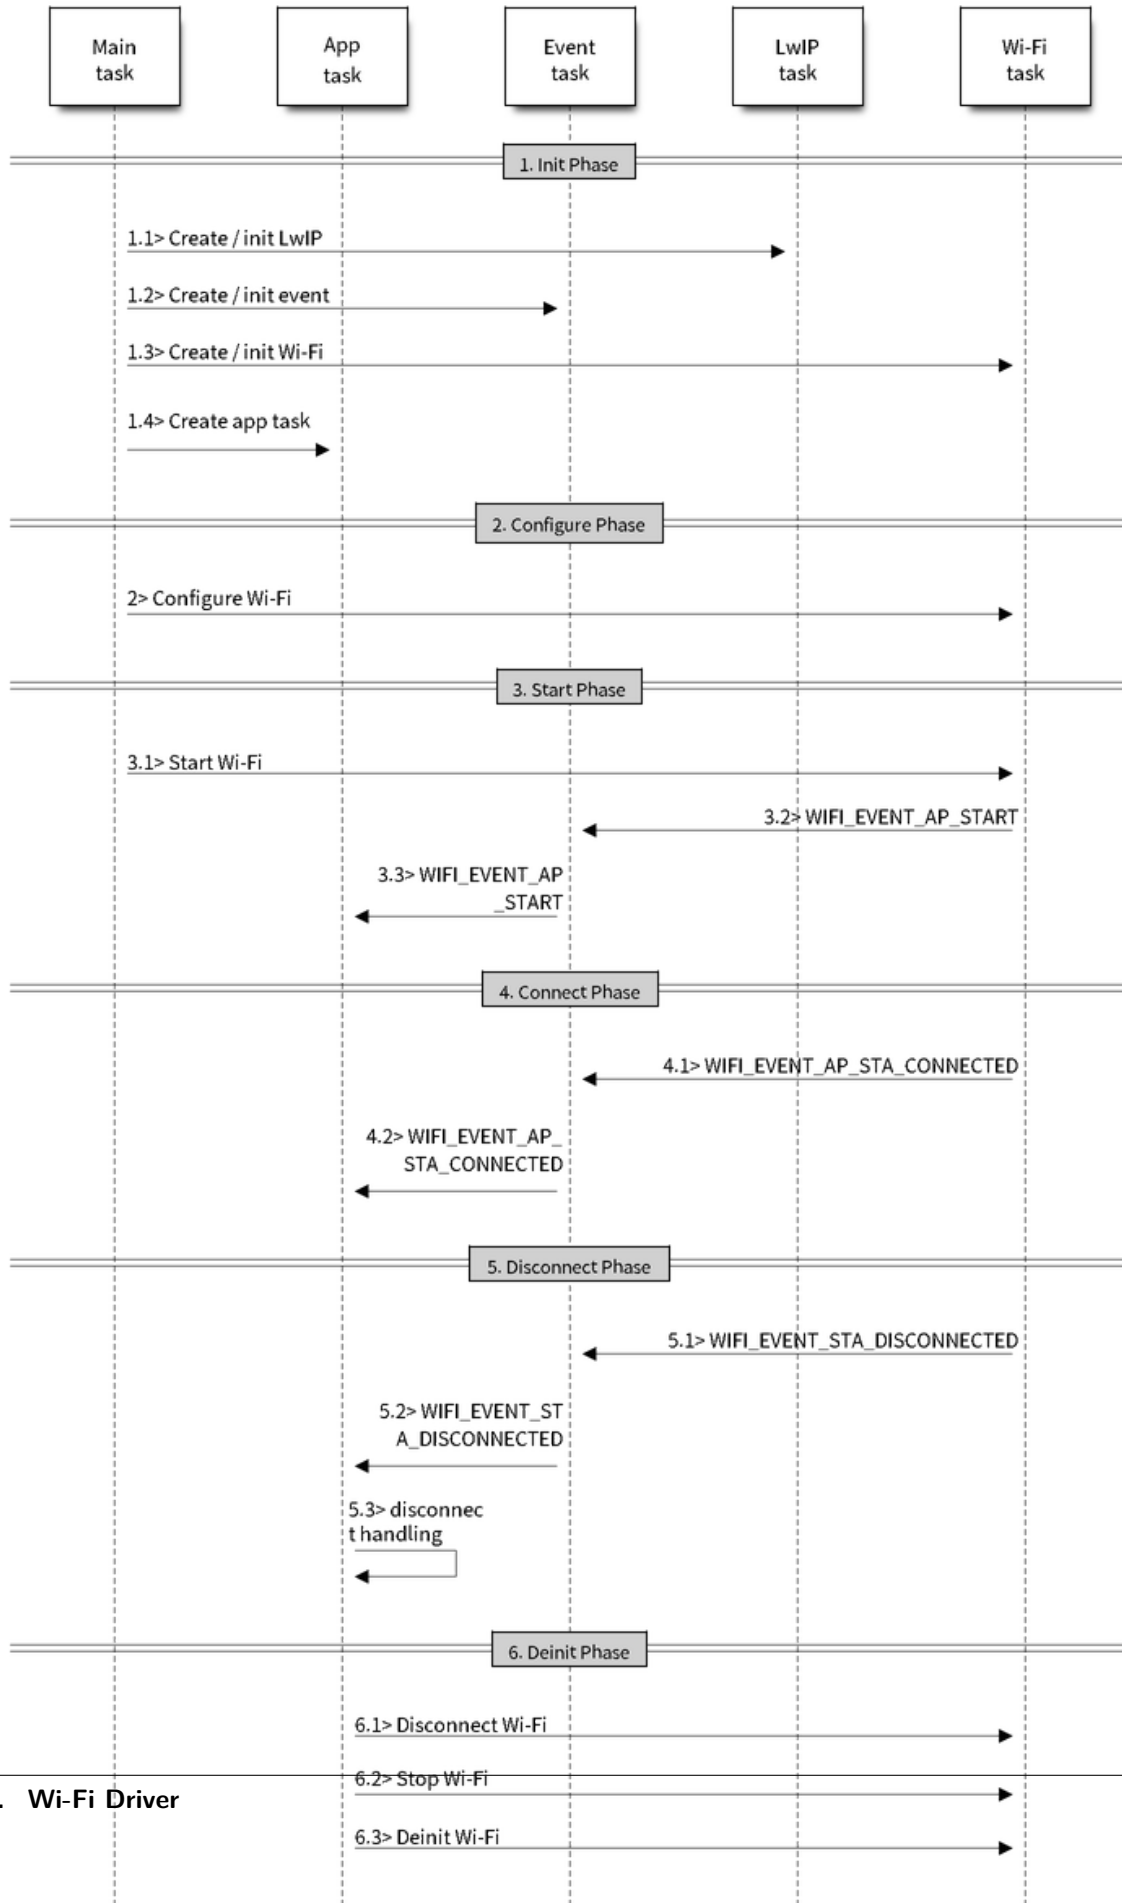 Main
task
App
task
Event
task
LwIP
task
Wi-Fi
task
1. Init Phase
1.1> Create / init LwIP
1.2> Create / init event
1.3> Create / init Wi-Fi
1.4> Create app task
2. Configure Phase
2> Configure Wi-Fi
3. Start Phase
3.1> Start Wi-Fi
3.2> WIFI_EVENT_AP_START
3.3> WIFI_EVENT_AP
_START
4. Connect Phase
4.1> WIFI_EVENT_AP_STA_CONNECTED
4.2> WIFI_EVENT_AP_
STA_CONNECTED
5. Disconnect Phase
5.1> WIFI_EVENT_STA_DISCONNECTED
5.2> WIFI_EVENT_ST
A_DISCONNECTED
5.3> disconnec
t handling
6. Deinit Phase
6.1> Disconnect Wi-Fi
6.2> Stop Wi-Fi
. Wi-Fi Driver
6.3> Deinit Wi-Fi